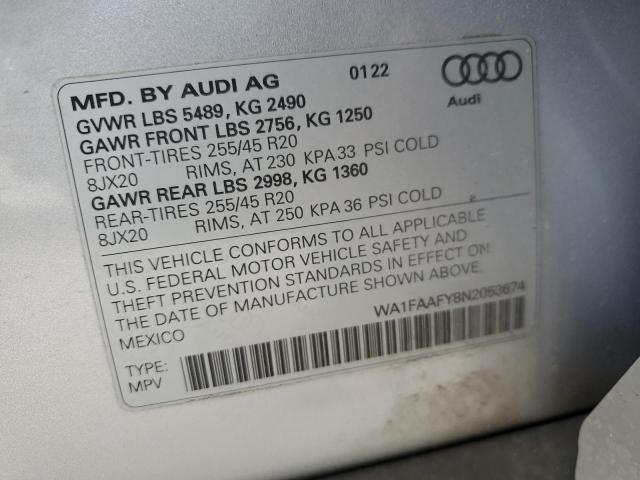 MFD. BY AUDI AG 0122
Audi
GVWR LBS 5489, KG 2490
GAWR FRONT LBS 2756, KG 1250
FRONT-TIRES 255/45 R20
8JX20 RIMS, AT 230 KPA 33 PSI COLD
GAWR REAR LBS 2998, KG 1360
REAR-TIRES 255/45 R20
8JX20 RIMS, AT 250 KPA 36 PSI COLD
THIS VEHICLE CONFORMS TO ALL APPLICABLE
U.S. FEDERAL MOTOR VEHICLE SAFETY AND
THEFT PREVENTION STANDARDS IN EFFECT ON
THE DATE OF MANUFACTURE SHOWN ABOVE.
MEXICO
WA1FAAFY8N2053674
TYPE:
MPV